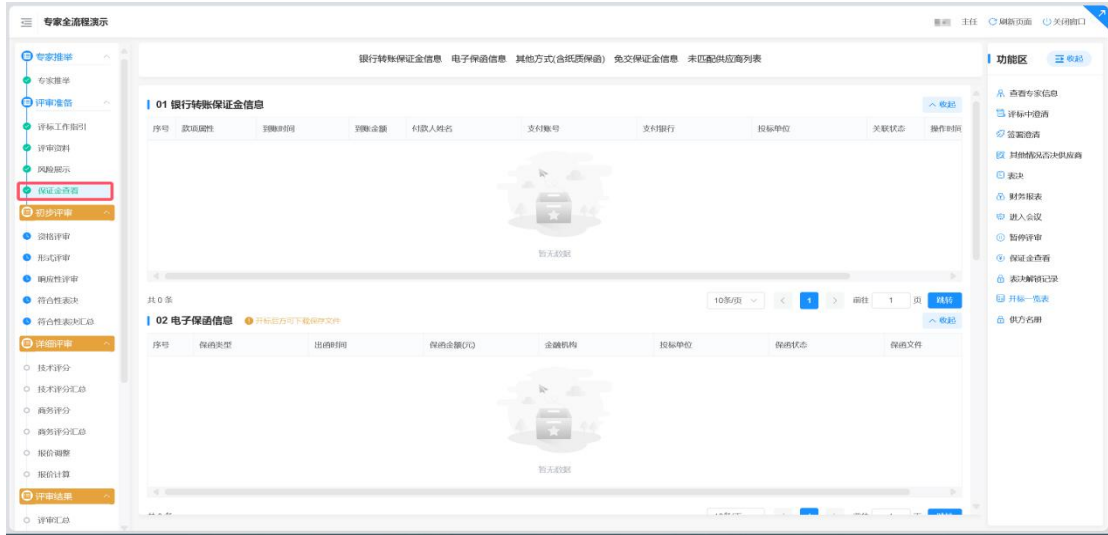 专家全流程演示
主任 刷新页面 关闭窗口
专家推举
专家推举
评审准备
评标工作指引
评审资料
风险展示
保证金查看
初步评审
资格评审
形式评审
响应性评审
符合性表决
符合性表决汇总
详细评审
技术评分
技术评分汇总
商务评分
商务评分汇总
报价调整
报价计算
评审结果
评审汇总
银行转账保证金信息 电子保函信息 其他方式(含纸质保函) 免交保证金信息 未匹配供应商列表
01 银行转账保证金信息 收起
序号 款项属性 到账时间 到账金额 付款人姓名 支付账号 支付银行 投标单位 关联状态 操作时间
暂无数据
共 0 条 10条/页 1 前往 1 页 跳转
02 电子保函信息 开标后方可下载保函文件 收起
序号 保函类型 出函时间 保函金额(元) 金融机构 投标单位 保函状态 保函文件
暂无数据
功能区 收起
查看专家信息
评标中澄清
答署澄清
其他情况否决供应商
表决
财务报表
进入会议
暂停评审
保证金查看
表决解锁记录
开标一览表
供方名册